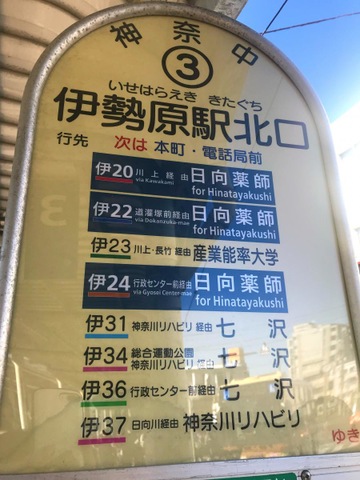 神奈中
③
いせはらえき きたぐち
伊勢原駅北口
行先 次は 本町・電話局前
伊20 川上経由 via Kawakami 日向薬師 for Hinatayakushi
伊22 道灌塚前経由 via Dokanzuka-mae 日向薬師 for Hinatayakushi
伊23 川上・長竹経由 産業能率大学
伊24 行政センター前経由 via Gyosei Center-mae 日向薬師 for Hinatayakushi
伊31 神奈川リハビリ経由 七沢
伊34 総合運動公園 神奈川リハビリ経由 七沢
伊36 行政センター前経由 七沢
伊37 日向川経由 神奈川リハビリ
ゆき